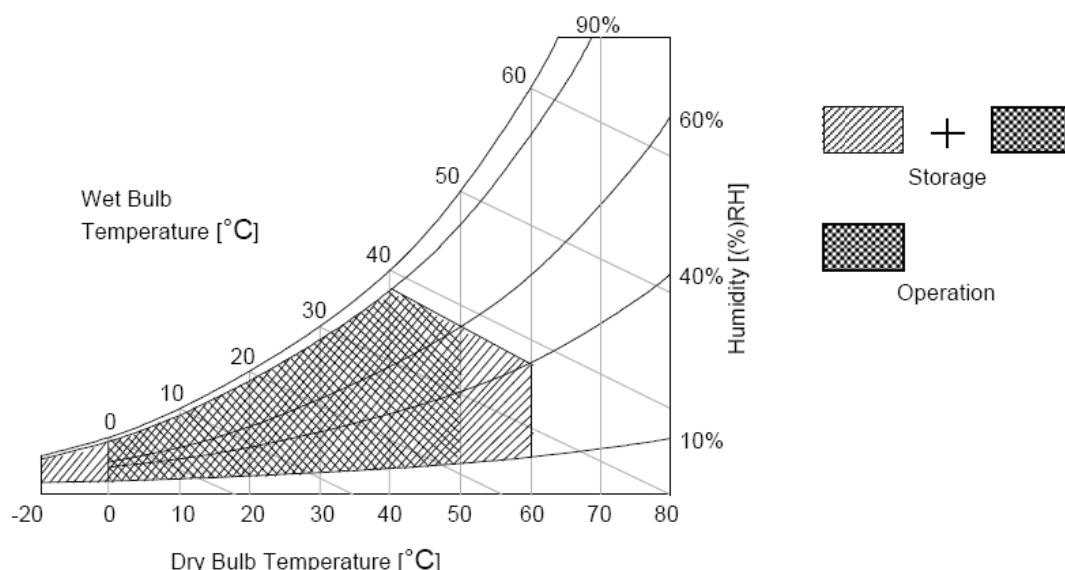 90%
60
60%
50
Wet Bulb
Temperature [°C]
40
40%
30
20
10
0
10%
-20 0 10 20 30 40 50 60 70 80
Dry Bulb Temperature [°C]
Humidity [(%)RH]
+
Storage
Operation